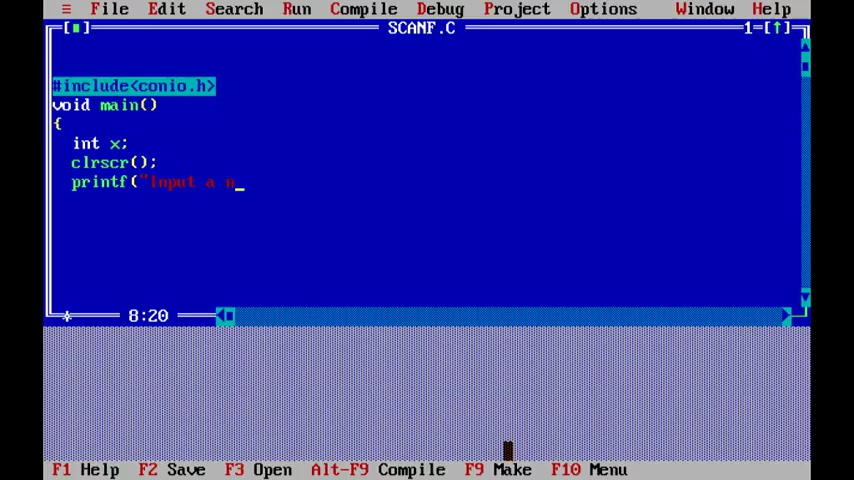 ≡ File Edit Search Run Compile Debug Project Options Window Help
[■] SCANF.C 1=[↑]
#include<conio.h>
void main()
{
int x;
clrscr();
printf("Input a n_
* 8:20
F1 Help F2 Save F3 Open Alt-F9 Compile F9 Make F10 Menu